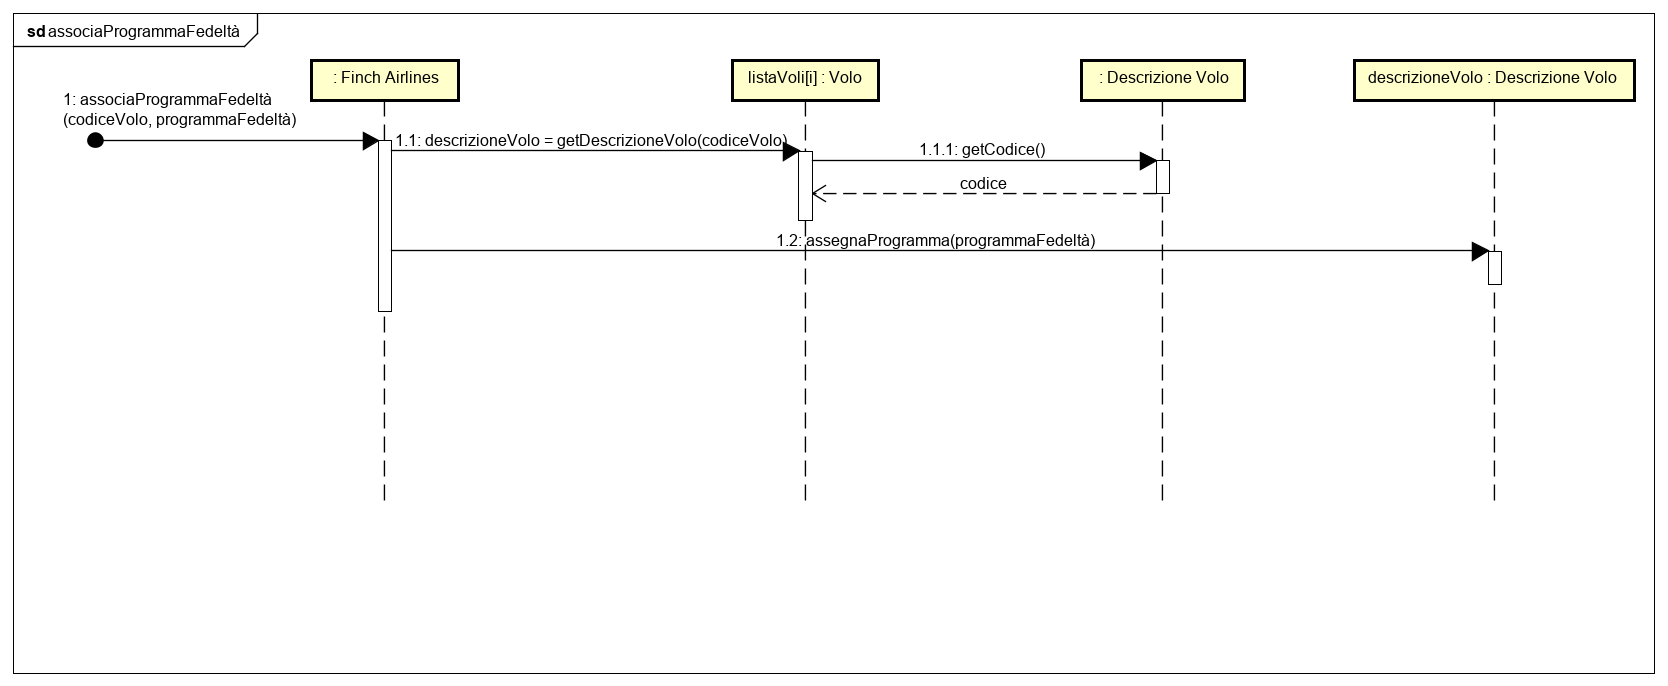 sd associaProgrammaFedeltà
: Finch Airlines
listaVoli[i] : Volo
: Descrizione Volo
descrizioneVolo : Descrizione Volo
1: associaProgrammaFedeltà
(codiceVolo, programmaFedeltà)
1.1: descrizioneVolo = getDescrizioneVolo(codiceVolo)
1.1.1: getCodice()
codice
1.2: assegnaProgramma(programmaFedeltà)